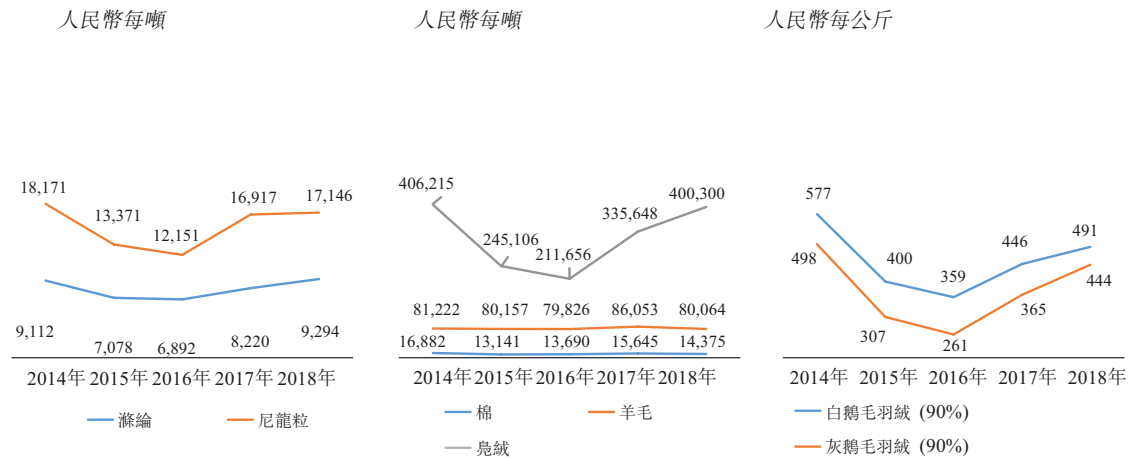 人民幣每噸
18,171
13,371
12,151
16,917
17,146
9,112
7,078
6,892
8,220
9,294
2014年 2015年 2016年 2017年 2018年
滌綸 尼龍粒
人民幣每噸
406,215
245,106
211,656
335,648
400,300
81,222 80,157 79,826 86,053 80,064
16,882 13,141 13,690 15,645 14,375
2014年 2015年 2016年 2017年 2018年
棉 羊毛
凫絨
人民幣每公斤
577
400
359
446
491
498
307
261
365
444
2014年 2015年 2016年 2017年 2018年
白鵝毛羽絨 (90%)
灰鵝毛羽絨 (90%)